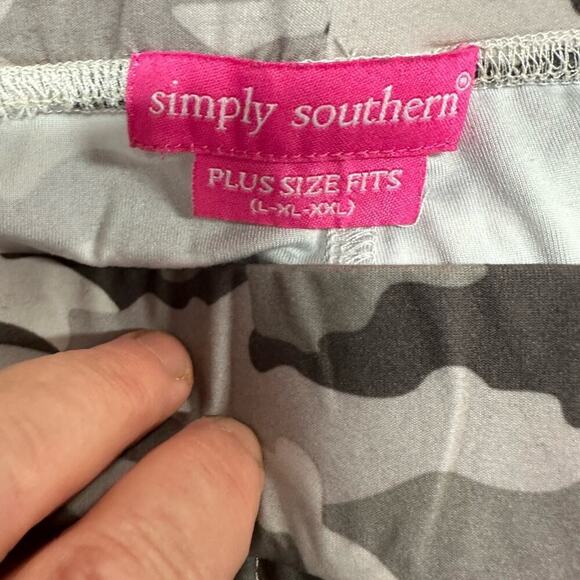 simply southern®
PLUS SIZE FITS
(L-XL-XXL)